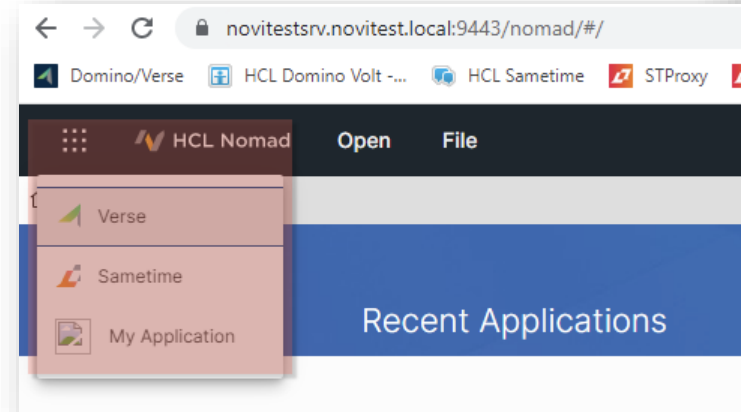 novitestsrv.novitest.local:9443/nomad/#/
Domino/Verse HCL Domino Volt -... HCL Sametime STProxy
HCL Nomad Open File
Verse
Sametime
My Application
Recent Applications